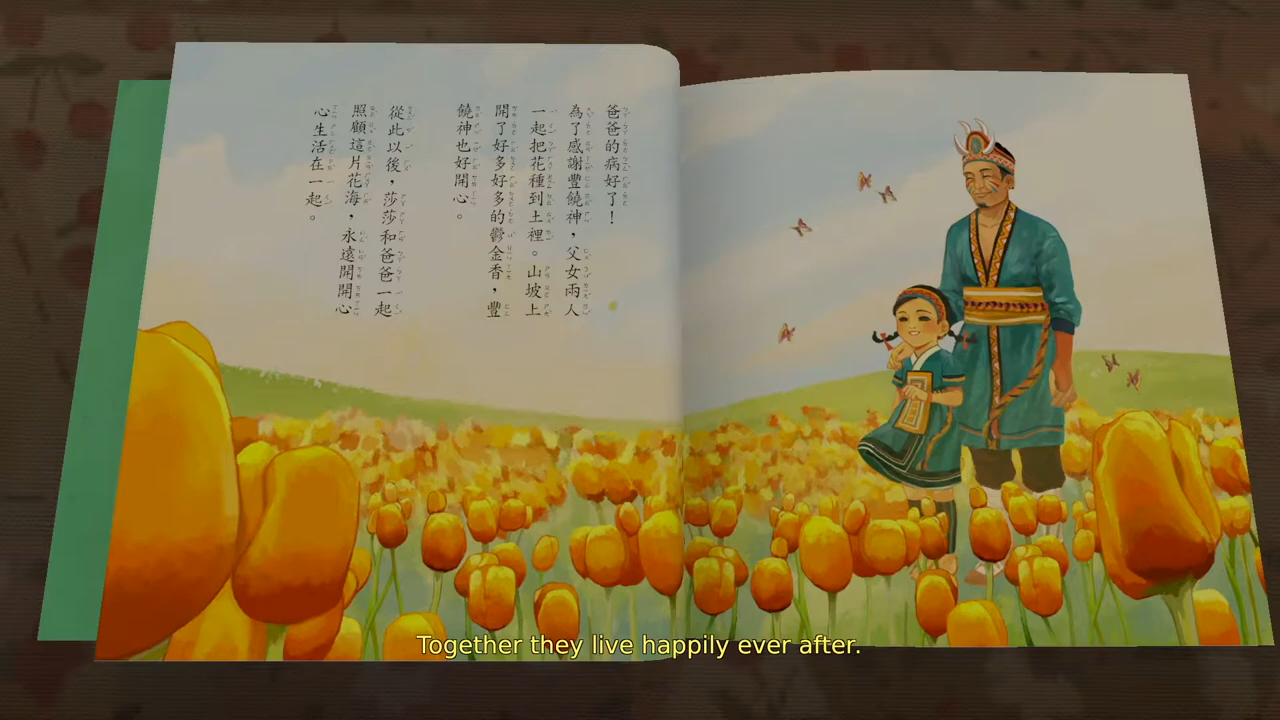 爸爸的病好了！
為了感謝豐饒神，父女兩人
一起把花種到土裡。山坡上
開了好多好多的鬱金香，豐
饒神也好開心。
從此以後，莎莎和爸爸一起
照顧這片花海，永遠開開心
心生活在一起。
Together they live happily ever after.